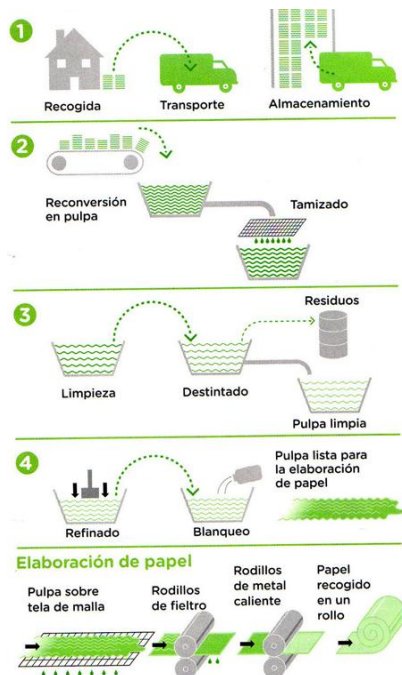 1
Recogida
Transporte
Almacenamiento
2
Reconversión
en pulpa
Tamizado
3
Residuos
Limpieza
Destintado
Pulpa limpia
4
Pulpa lista para
la elaboración
de papel
Refinado
Blanqueo
Elaboración de papel
Pulpa sobre
tela de malla
Rodillos
de fieltro
Rodillos
de metal
caliente
Papel
recogido
en un
rollo